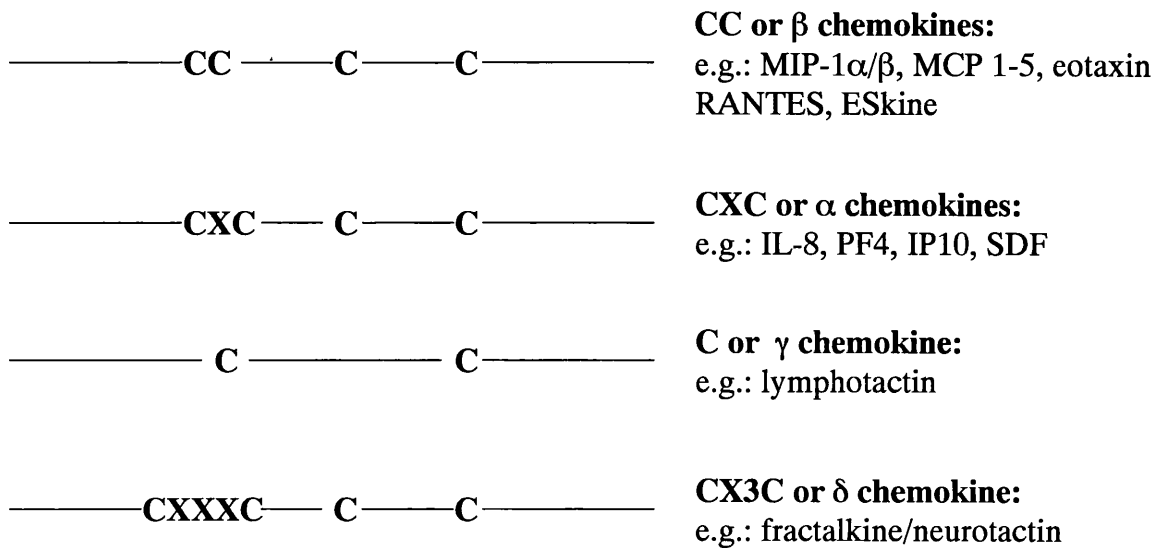 CC C C
CC or β chemokines:
e.g.: MIP-1α/β, MCP 1-5, eotaxin
RANTES, ESkine
CXC C C
CXC or α chemokines:
e.g.: IL-8, PF4, IP10, SDF
C C
C or γ chemokine:
e.g.: lymphotactin
CXXXC C C
CX3C or δ chemokine:
e.g.: fractalkine/neurotactin